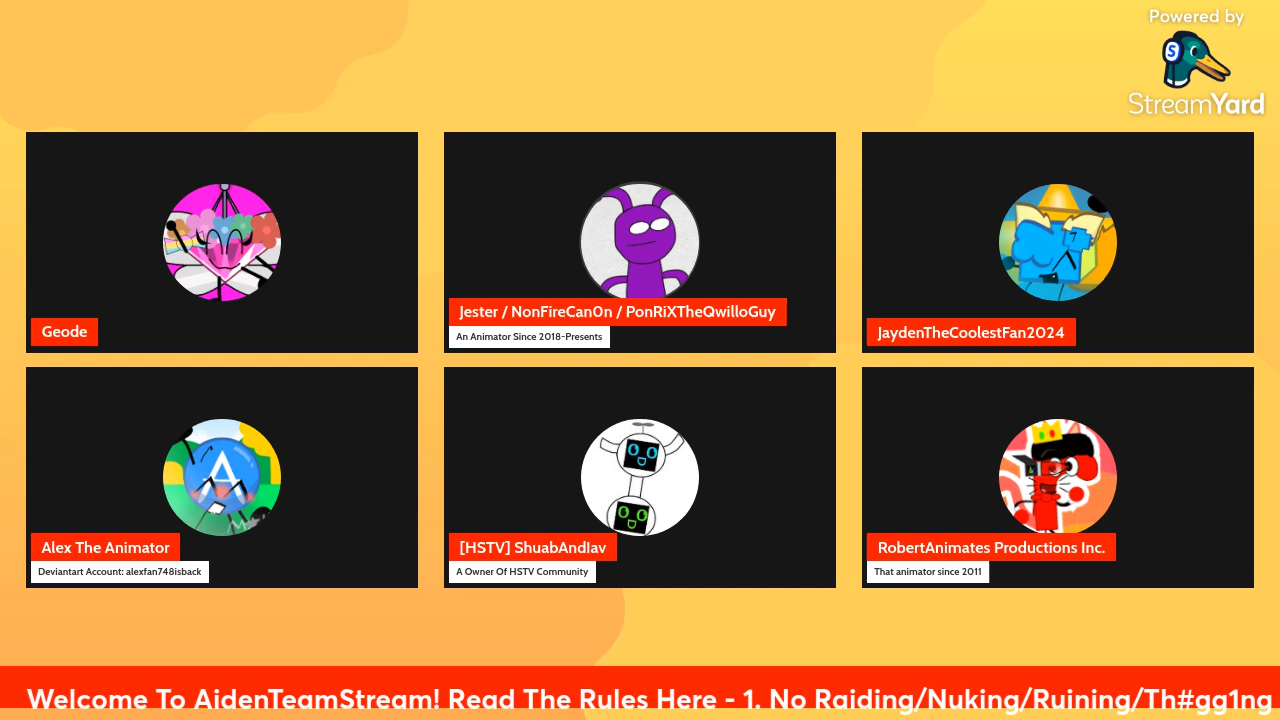 Powered by
StreamYard
Geode
Jester / NonFireCan0n / PonRiXTheQwilloGuy
An Animator Since 2018-Presents
JaydenTheCoolestFan2024
Alex The Animator
Deviantart Account: alexfan748isback
[HSTV] ShuabAndIav
A Owner Of HSTV Community
RobertAnimates Productions Inc.
That animator since 2011
Welcome To AidenTeamStream! Read The Rules Here - 1. No Raiding/Nuking/Ruining/Th#gg1ng